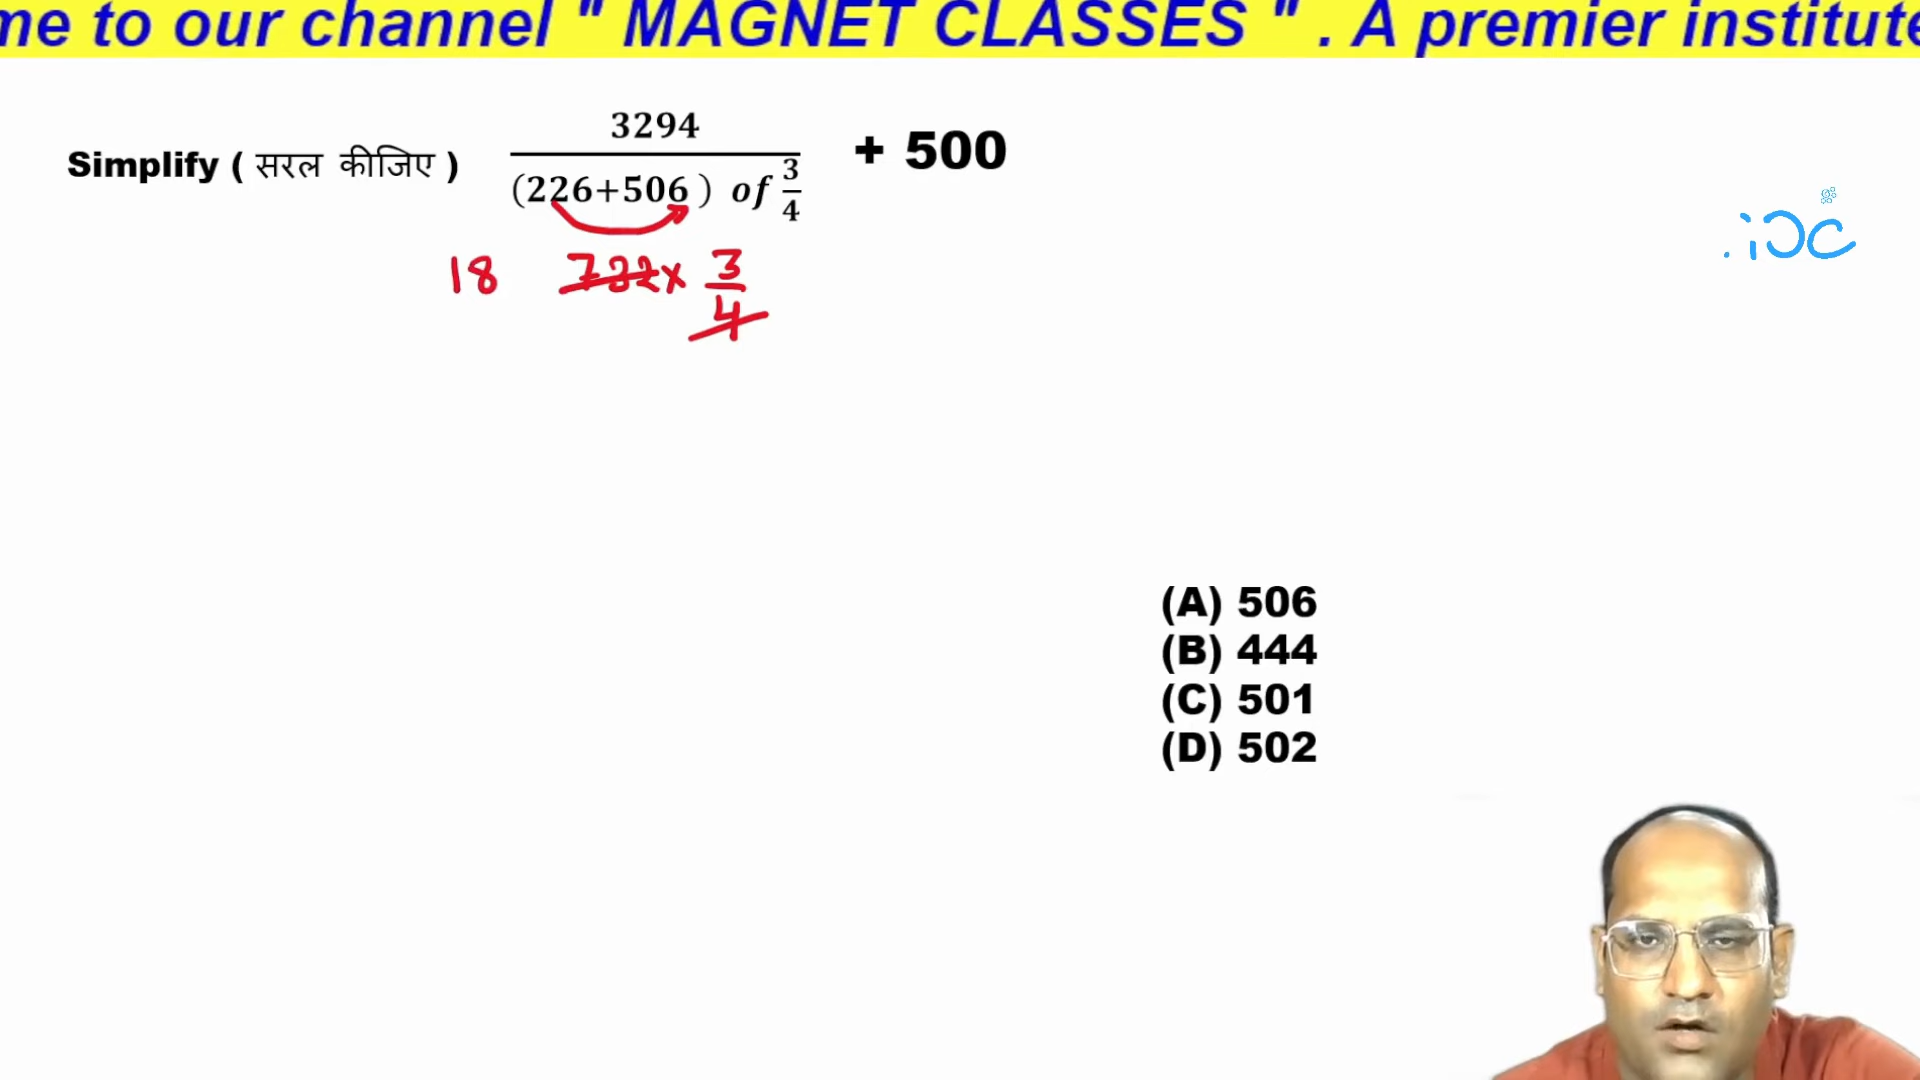 me to our channel " MAGNET CLASSES " . A premier institute
Simplify ( सरल कीजिए ) 3294 / (226+506 ) of 3/4 + 500
18 732 x 3/4
(A) 506
(B) 444
(C) 501
(D) 502